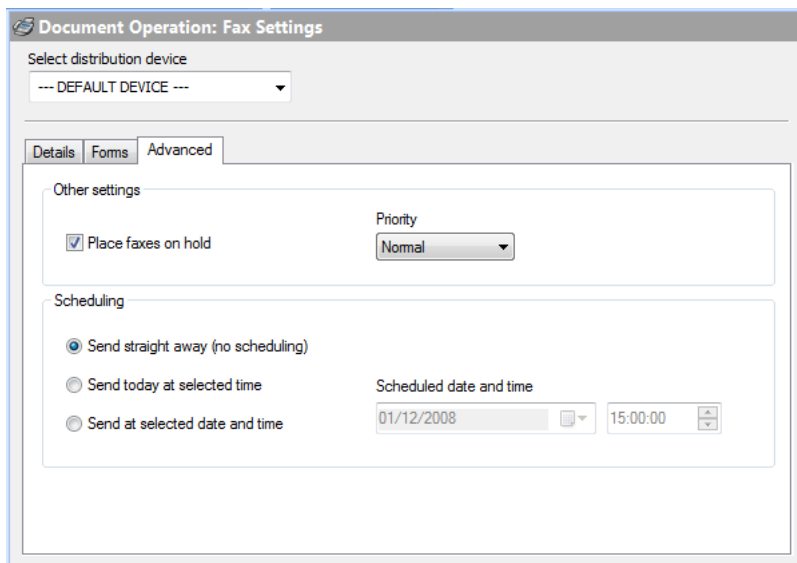 Document Operation: Fax Settings
Select distribution device
--- DEFAULT DEVICE ---
Details Forms Advanced
Other settings
Priority
Place faxes on hold
Normal
Scheduling
Send straight away (no scheduling)
Send today at selected time
Scheduled date and time
Send at selected date and time
01/12/2008
15:00:00